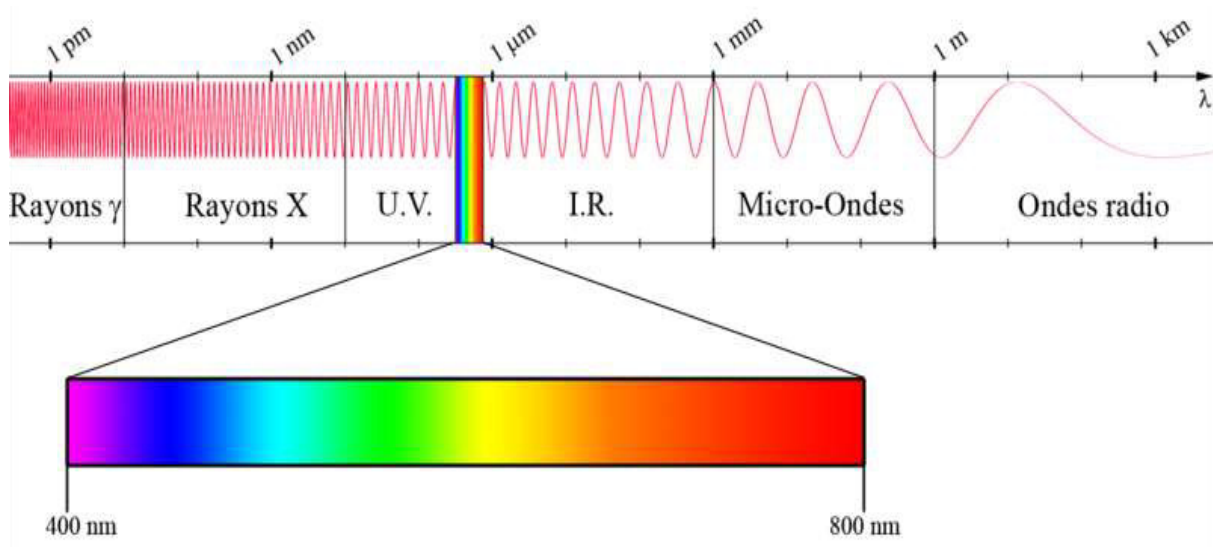 1 pm 1 nm 1 μm 1 mm 1 m 1 km
λ
Rayons γ Rayons X U.V. I.R. Micro-Ondes Ondes radio
400 nm 800 nm